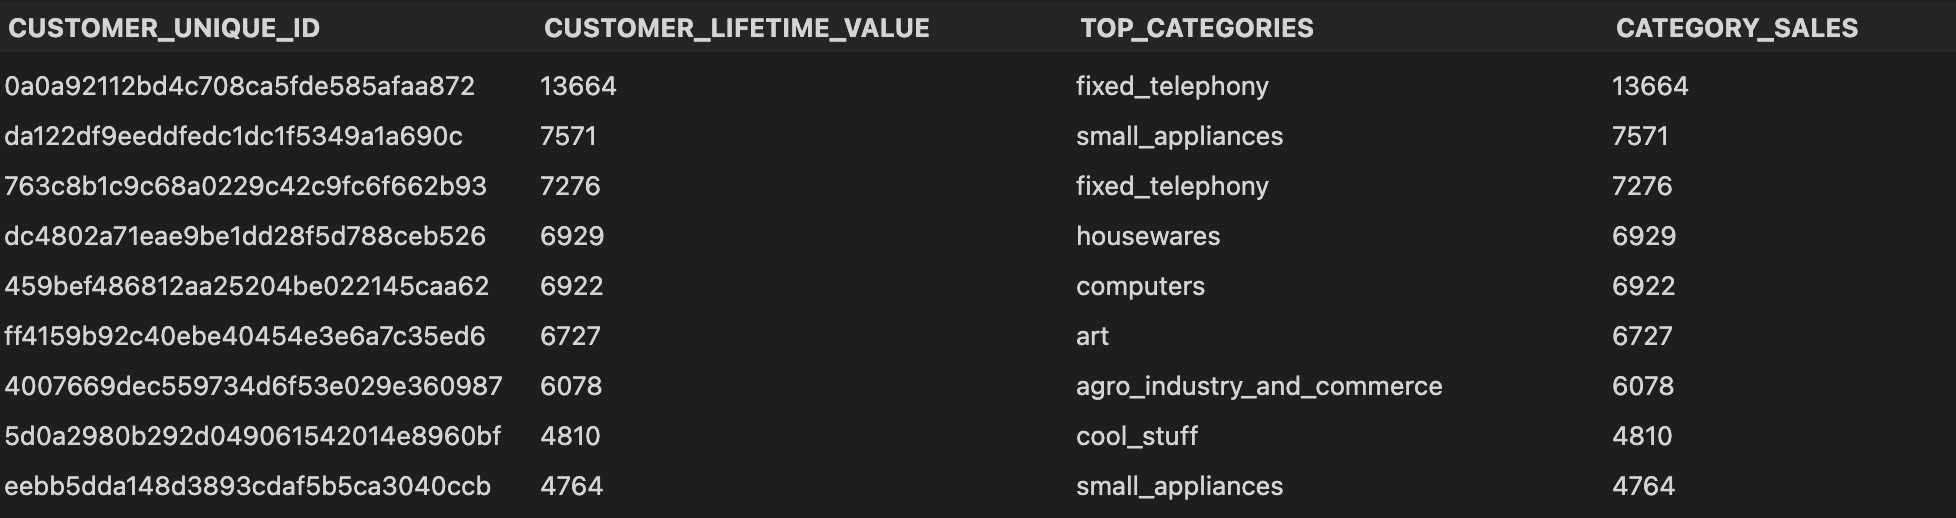 CUSTOMER_UNIQUE_ID CUSTOMER_LIFETIME_VALUE TOP_CATEGORIES CATEGORY_SALES
0a0a92112bd4c708ca5fde585afaa872 13664 fixed_telephony 13664
da122df9eeddfedc1dc1f5349a1a690c 7571 small_appliances 7571
763c8b1c9c68a0229c42c9fc6f662b93 7276 fixed_telephony 7276
dc4802a71eae9be1dd28f5d788ceb526 6929 housewares 6929
459bef486812aa25204be022145caa62 6922 computers 6922
ff4159b92c40ebe40454e3e6a7c35ed6 6727 art 6727
4007669dec559734d6f53e029e360987 6078 agro_industry_and_commerce 6078
5d0a2980b292d049061542014e8960bf 4810 cool_stuff 4810
eebb5dda148d3893cdaf5b5ca3040ccb 4764 small_appliances 4764